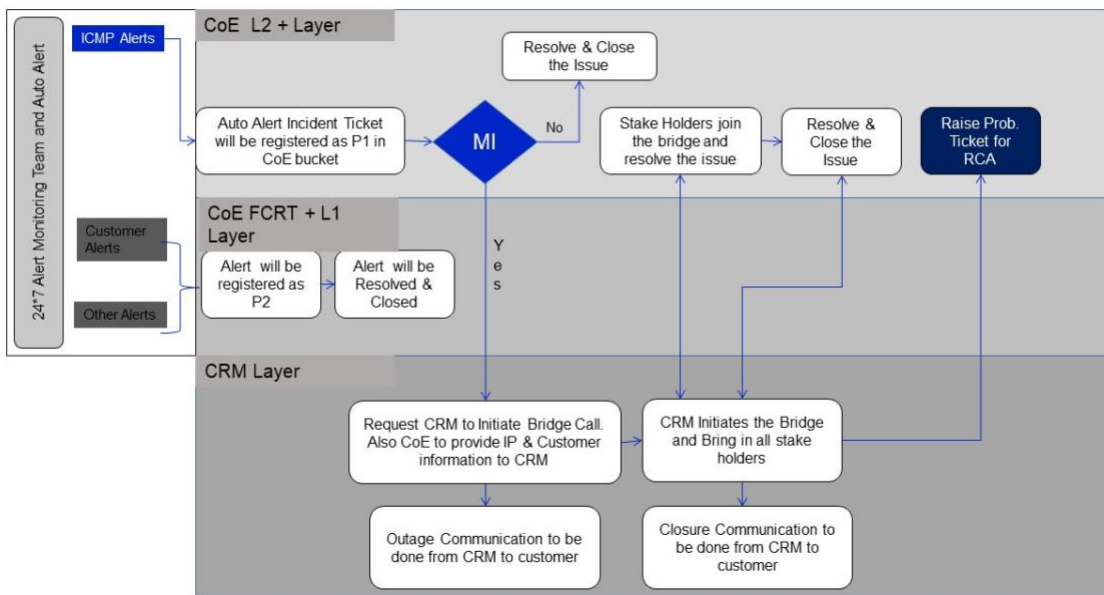 24*7 Alert Monitoring Team and Auto Alert
CoE L2 + Layer
ICMP Alerts
Resolve & Close
the Issue
Auto Alert Incident Ticket
will be registered as P1 in
CoE bucket
MI
No
Stake Holders join
the bridge and
resolve the issue
Resolve &
Close the
Issue
Raise Prob.
Ticket for
RCA
CoE FCRT + L1
Layer
Customer
Alerts
Other Alerts
Alert will be
registered as
P2
Alert will be
Resolved &
Closed
Yes
CRM Layer
Request CRM to Initiate Bridge Call.
Also CoE to provide IP & Customer
information to CRM
CRM Initiates the Bridge
and Bring in all stake
holders
Outage Communication to be
done from CRM to customer
Closure Communication to
be done from CRM to
customer